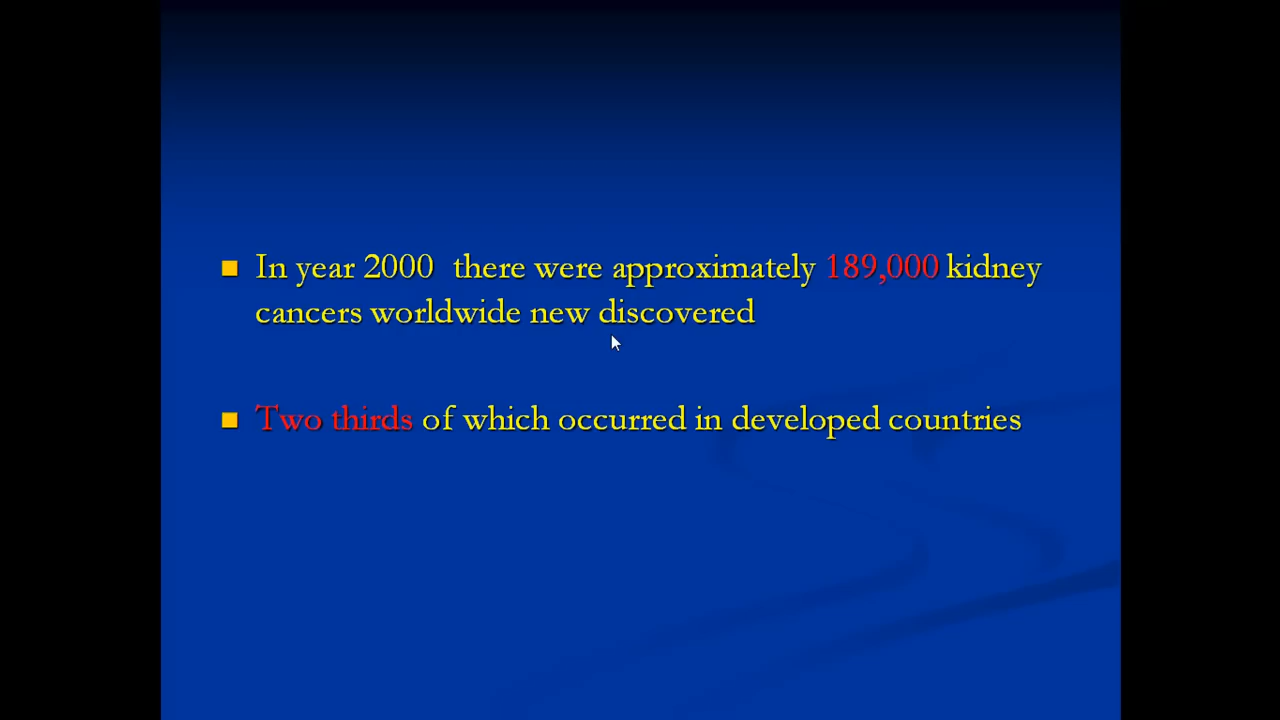 In year 2000  there were approximately 189,000 kidney
cancers worldwide new discovered
Two thirds of which occurred in developed countries